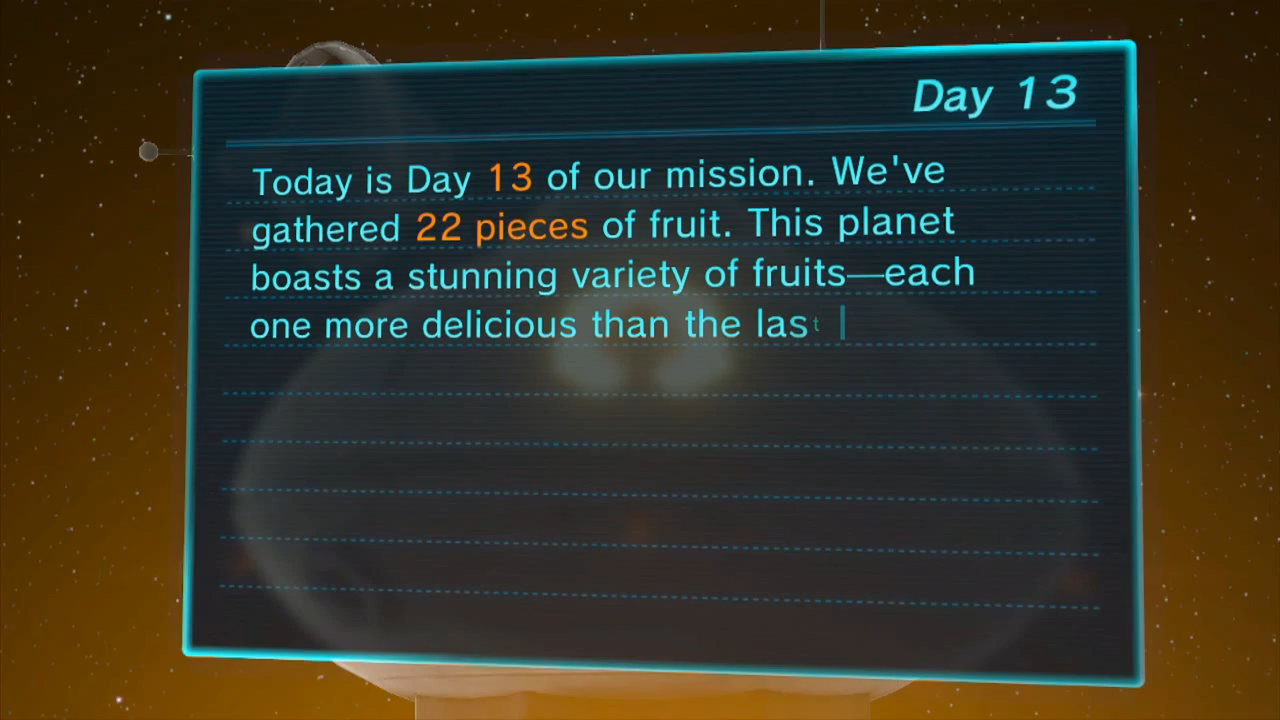 Day 13
Today is Day 13 of our mission. We've
gathered 22 pieces of fruit. This planet
boasts a stunning variety of fruits—each
one more delicious than the last